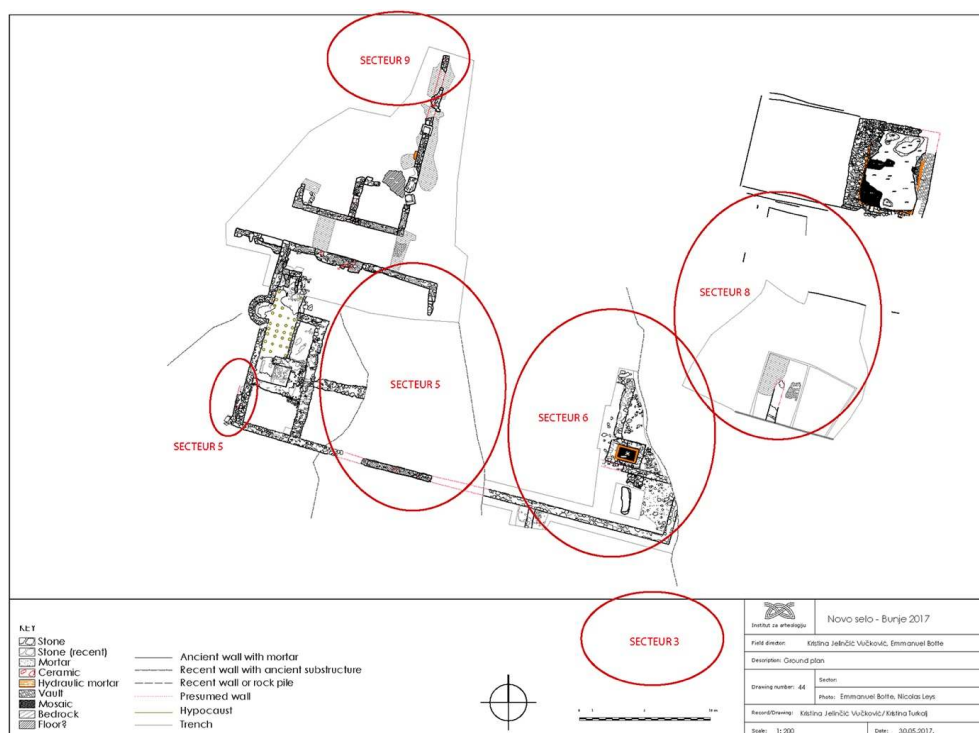 SECTEUR 9
SECTEUR 8
SECTEUR 5
SECTEUR 6
SECTEUR 5
SECTEUR 3
KEY
Stone
Stone (recent)
Mortar
Ceramic
Hydraulic mortar
Vault
Mosaic
Bedrock
Floor?
Ancient wall with mortar
Recent wall with ancient substructure
Recent wall or rock pile
Presumed wall
Hypocaust
Trench
Institut za arheologiju
Novo selo - Bunje 2017
Field director: Kristina Jelinčić Vučković, Emmanuel Botte
Description: Ground plan
Drawing number: 44
Sector:
Photo: Emmanuel Botte, Nicolas Leys
Record/Drawing: Kristina Jelinčić Vučković/ Kristina Turkalj
Scale: 1: 200
Date: 30.05.2017.